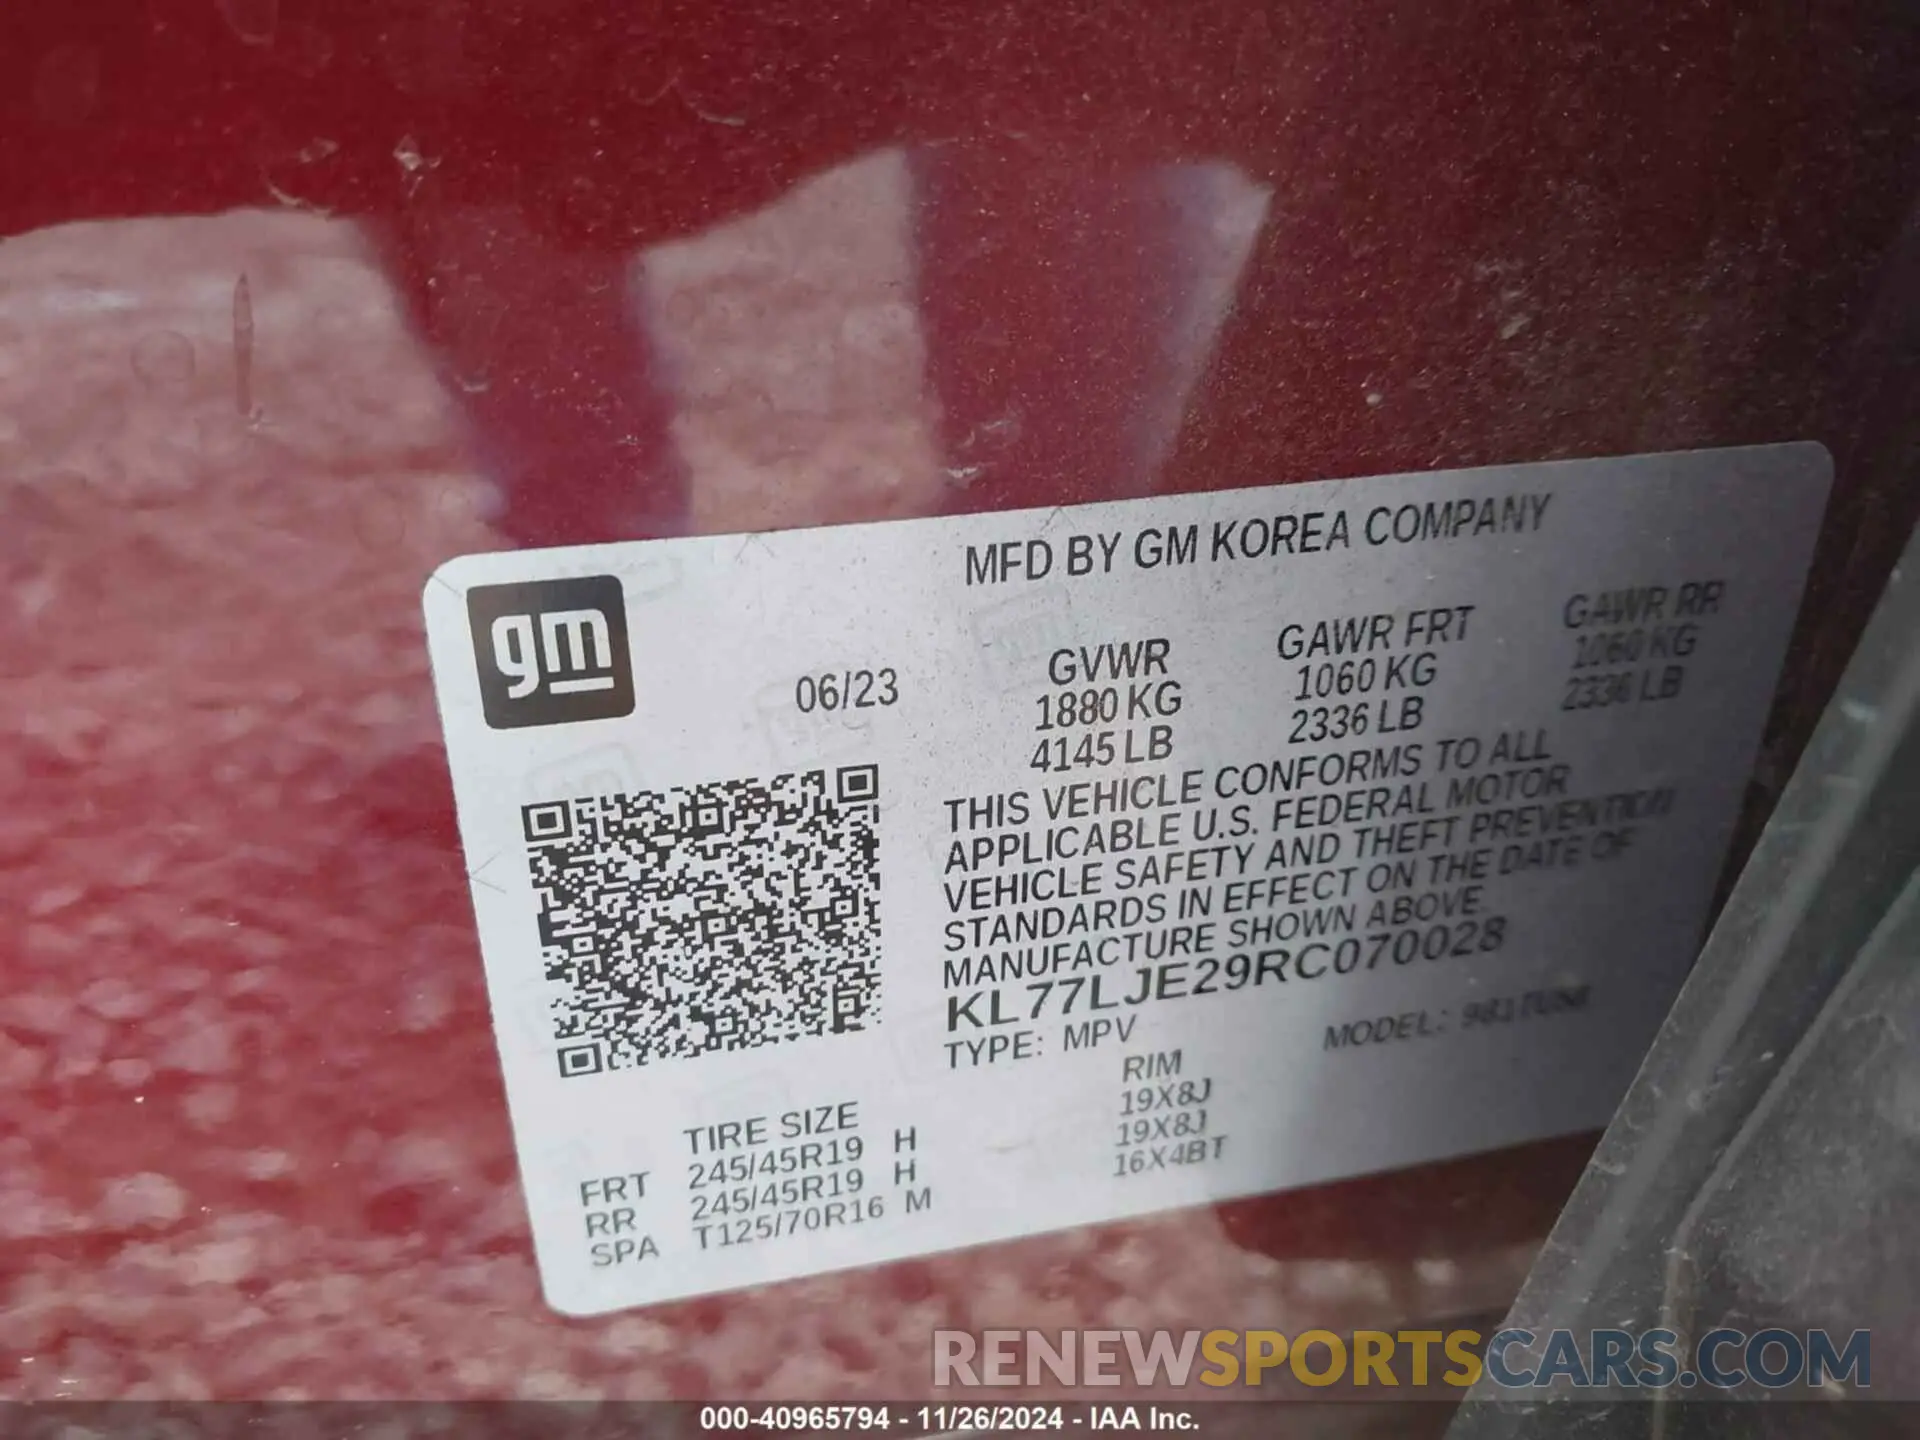 MFD BY GM KOREA COMPANY
gm
06/23
GVWR GAWR FRT GAWR RR
1880 KG 1060 KG 1060 KG
4145 LB 2336 LB 2336 LB
THIS VEHICLE CONFORMS TO ALL
APPLICABLE U.S. FEDERAL MOTOR
VEHICLE SAFETY AND THEFT PREVENTION
STANDARDS IN EFFECT ON THE DATE OF
MANUFACTURE SHOWN ABOVE.
KL77LJE29RC070028
TYPE: MPV MODEL:
TIRE SIZE RIM
FRT 245/45R19 H 19X8J
RR 245/45R19 H 19X8J
SPA T125/70R16 M 16X4BT
RENEWSPORTSCARS.COM
000-40965794 - 11/26/2024 - IAA Inc.